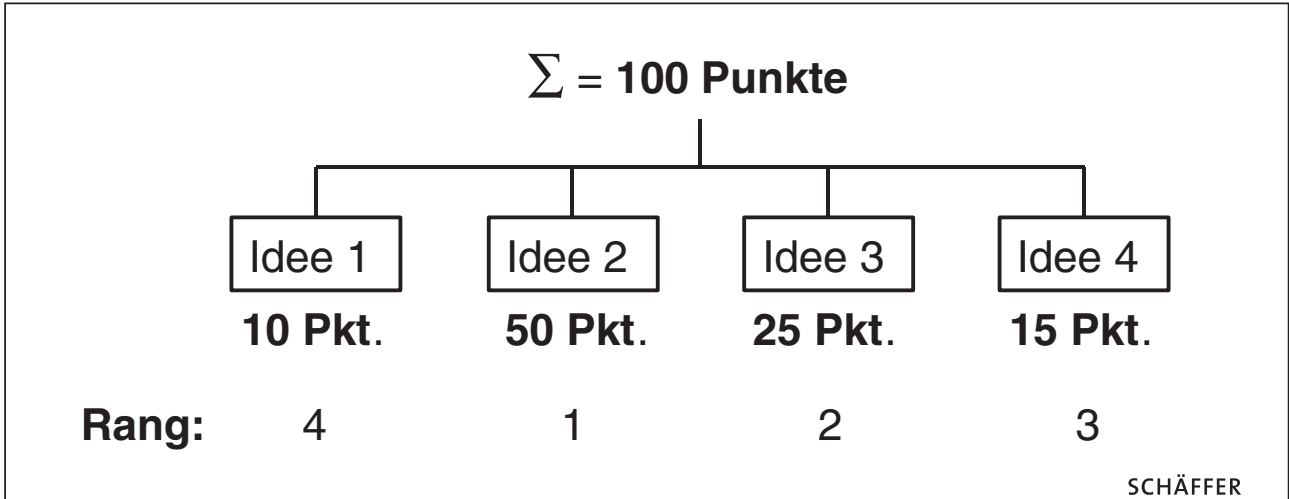 ∑ = 100 Punkte
Idee 1 Idee 2 Idee 3 Idee 4
10 Pkt. 50 Pkt. 25 Pkt. 15 Pkt.
Rang: 4 1 2 3
SCHÄFFER